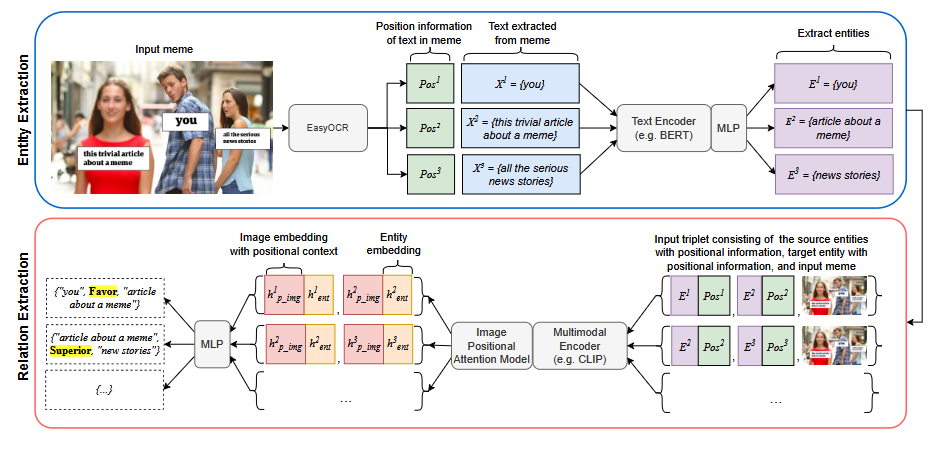 Entity Extraction
Input meme
this trivial article
about a meme
you
all the serious
news stories
EasyOCR
Position information
of text in meme
Text extracted
from meme
Pos¹
X¹ = {you}
Pos²
X² = {this trivial article
about a meme}
Pos³
X³ = {all the serious
news stories}
Text Encoder
(e.g. BERT)
MLP
Extract entities
E¹ = {you}
E² = {article about a
meme}
E³ = {news stories}
Relation Extraction
{"you", Favor, "article
about a meme"}
{"article about a meme",
Superior, "new stories"}
{...}
MLP
Image embedding
with positional context
Entity
embedding
h¹p_img h¹ent , h²p_img h²ent
h²p_img h²ent , h³p_img h³ent
...
Image
Positional
Attention Model
Multimodal
Encoder
(e.g. CLIP)
Input triplet consisting of the source entities
with positional information, target entity with
positional information, and input meme
E¹ Pos¹ , E² Pos² ,
E² Pos² , E³ Pos³ ,
...